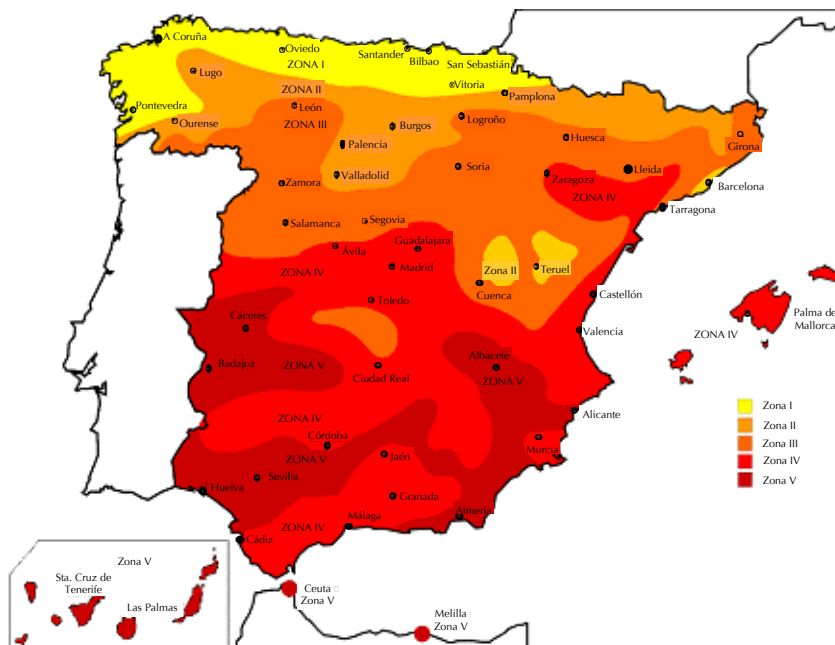 A Coruña
Oviedo
Santander
Bilbao
San Sebastián
ZONA I
Lugo
Vitoria
ZONA II
Pamplona
Pontevedra
León
Ourense
ZONA III
Burgos
Logroño
Palencia
Huesca
Girona
Soria
Lleida
Valladolid
Zaragoza
Zamora
Barcelona
ZONA IV
Tarragona
Salamanca
Segovia
Guadalajara
Ávila
ZONA IV
Madrid
Zona II
Teruel
Cuenca
Toledo
Castellón
Cáceres
Palma de
Mallorca
Valencia
ZONA IV
Albacete
Badajoz
ZONA V
Ciudad Real
ZONA V
Zona I
Alicante
ZONA IV
Zona II
Córdoba
Murcia
Zona III
ZONA V
Jaén
Zona IV
Sevilla
Zona V
Huelva
Granada
Málaga
Almería
ZONA IV
Cádiz
Zona V
Sta. Cruz de
Tenerife
Las Palmas
Ceuta
Zona V
Melilla
Zona V